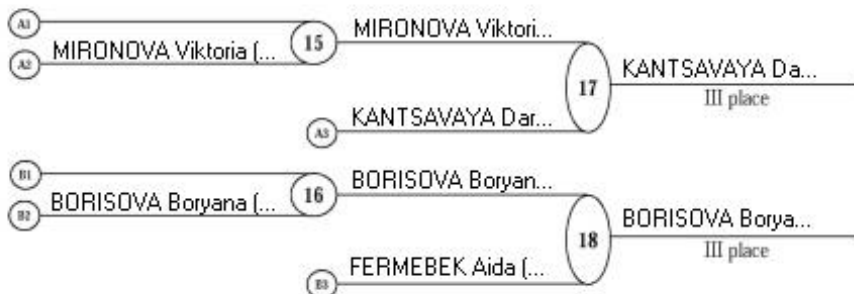 A1
MIRONOVA Viktoria (...
A2
15
MIRONOVA Viktori...
KANTSAVAYA Dar...
A3
17
KANTSAVAYA Da...
III place
B1
BORISOVA Boryana (...
B2
16
BORISOVA Boryan...
FERMEBEK Aida (...
B3
18
BORISOVA Borya...
III place